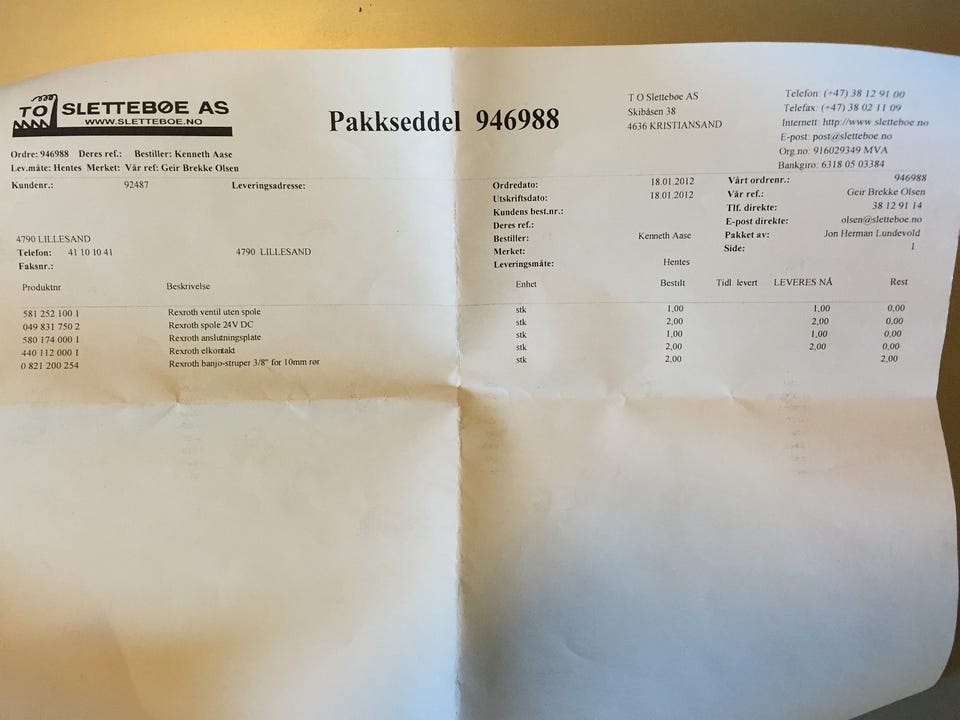 TO SLETTEBØE AS
WWW.SLETTEBOE.NO
Pakkseddel 946988
T O Slettebøe AS
Skibåsen 38
4636 KRISTIANSAND
Telefon: (+47) 38 12 91 00
Telefax: (+47) 38 02 11 09
Internett: http://www sletteboe.no
E-post: post@sletteboe.no
Org.no: 916029349 MVA
Bankgiro: 6318 05 03384
Ordre: 946988 Deres ref.: Bestiller: Kenneth Aase
Lev.måte: Hentes Merket: Vår ref: Geir Brekke Olsen
Kundenr.: 92487 Leveringsadresse:
4790 LILLESAND
Telefon: 41 10 10 41 4790 LILLESAND
Faksnr.:
Ordredato: 18.01.2012
Utskriftsdato: 18.01.2012
Kundens best.nr.:
Deres ref.:
Bestiller: Kenneth Aase
Merket:
Leveringsmåte: Hentes
Vårt ordrenr.: 946988
Vår ref.: Geir Brekke Olsen
Tlf. direkte: 38 12 91 14
E-post direkte: olsen@sletteboe.no
Pakket av: Jon Herman Lundevold
Side: 1
Produktnr Beskrivelse Enhet Bestilt Tidl. levert LEVERES NÅ Rest
581 252 100 1 Rexroth ventil uten spole stk 1,00 1,00 0,00
049 831 750 2 Rexroth spole 24V DC stk 2,00 2,00 0,00
580 174 000 1 Rexroth anslutningsplate stk 1,00 1,00 0,00
440 112 000 1 Rexroth elkontakt stk 2,00 2,00 0,00
0 821 200 254 Rexroth banjo-struper 3/8" for 10mm rør stk 2,00 2,00